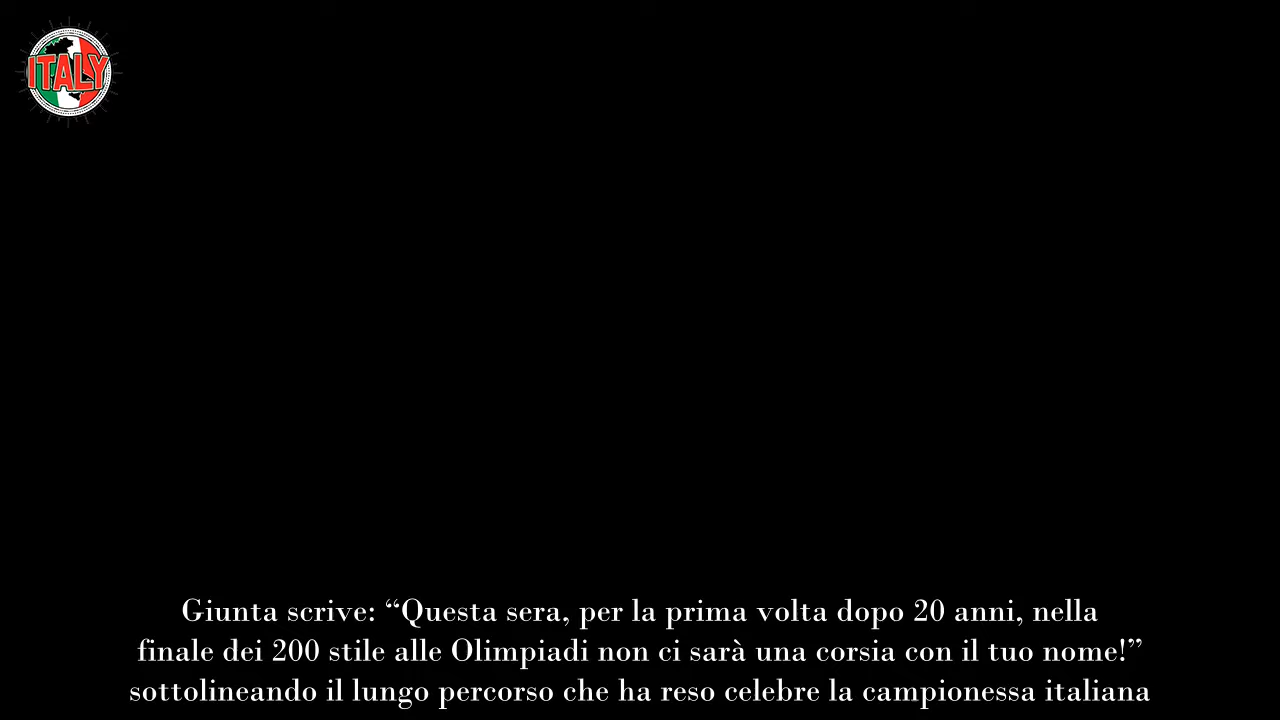 ITALY
Giunta scrive: “Questa sera, per la prima volta dopo 20 anni, nella
finale dei 200 stile alle Olimpiadi non ci sarà una corsia con il tuo nome!”
sottolineando il lungo percorso che ha reso celebre la campionessa italiana